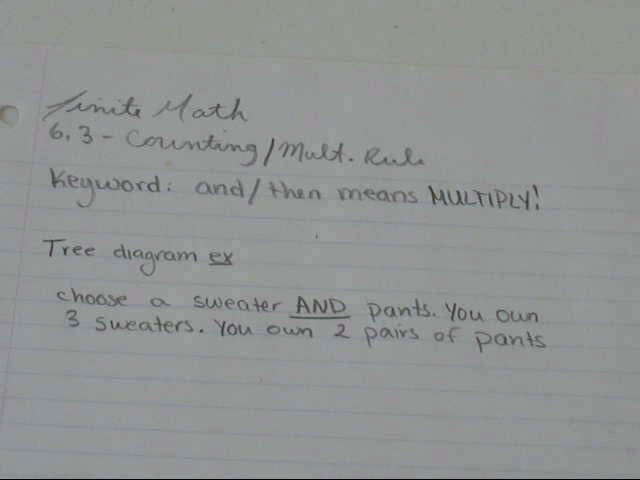 Finite Math
6.3 - Counting/Mult. Rule
Keyword: and/then means MULTIPLY!
Tree diagram ex
choose a sweater AND pants. You own
3 sweaters. You own 2 pairs of pants